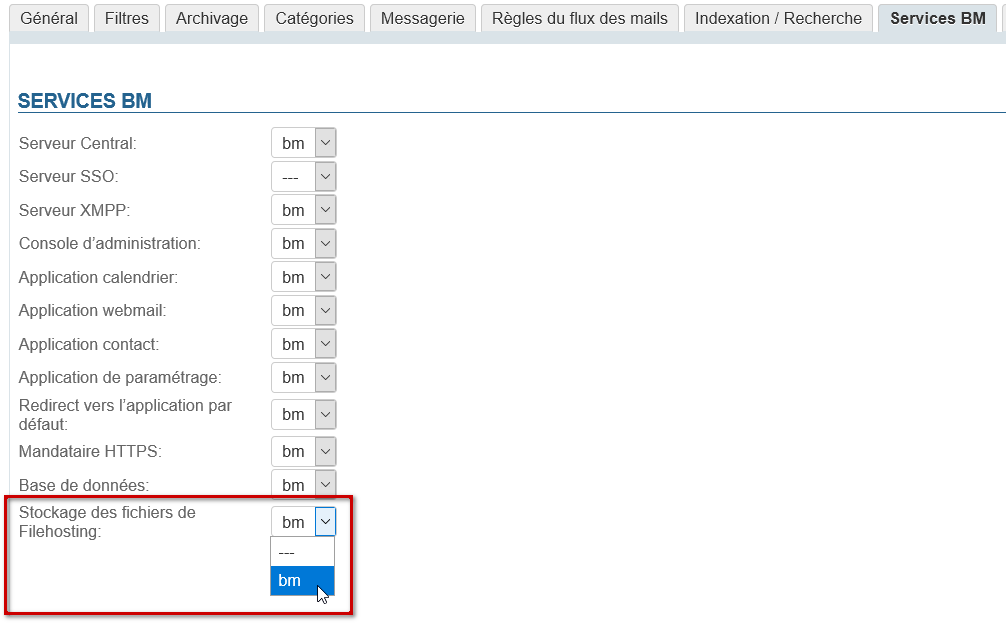 Général Filtres Archivage Catégories Messagerie Règles du flux des mails Indexation / Recherche Services BM
SERVICES BM
Serveur Central: bm
Serveur SSO: ---
Serveur XMPP: bm
Console d’administration: bm
Application calendrier: bm
Application webmail: bm
Application contact: bm
Application de paramétrage: bm
Redirect vers l’application par
défaut: bm
Mandataire HTTPS: bm
Base de données: bm
Stockage des fichiers de
Filehosting: bm
---
bm